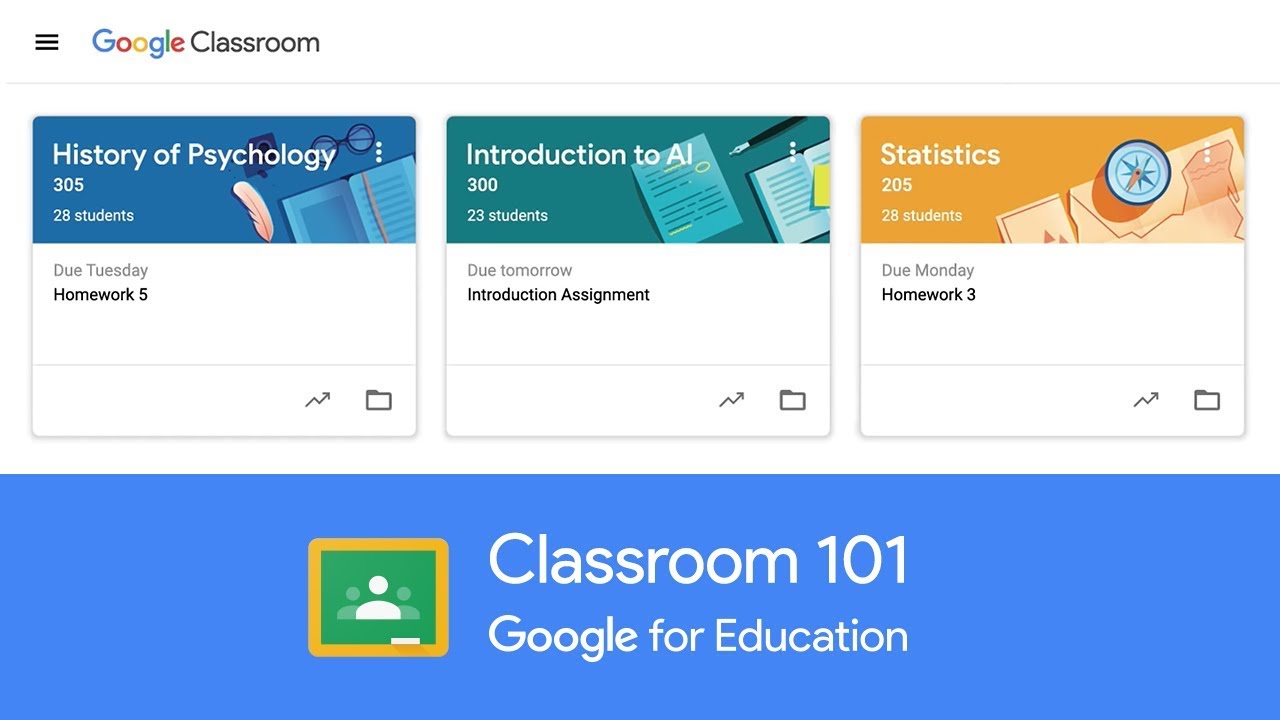 Google Classroom
History of Psychology
305
28 students
Due Tuesday
Homework 5
Introduction to AI
300
23 students
Due tomorrow
Introduction Assignment
Statistics
205
28 students
Due Monday
Homework 3
Classroom 101
Google for Education